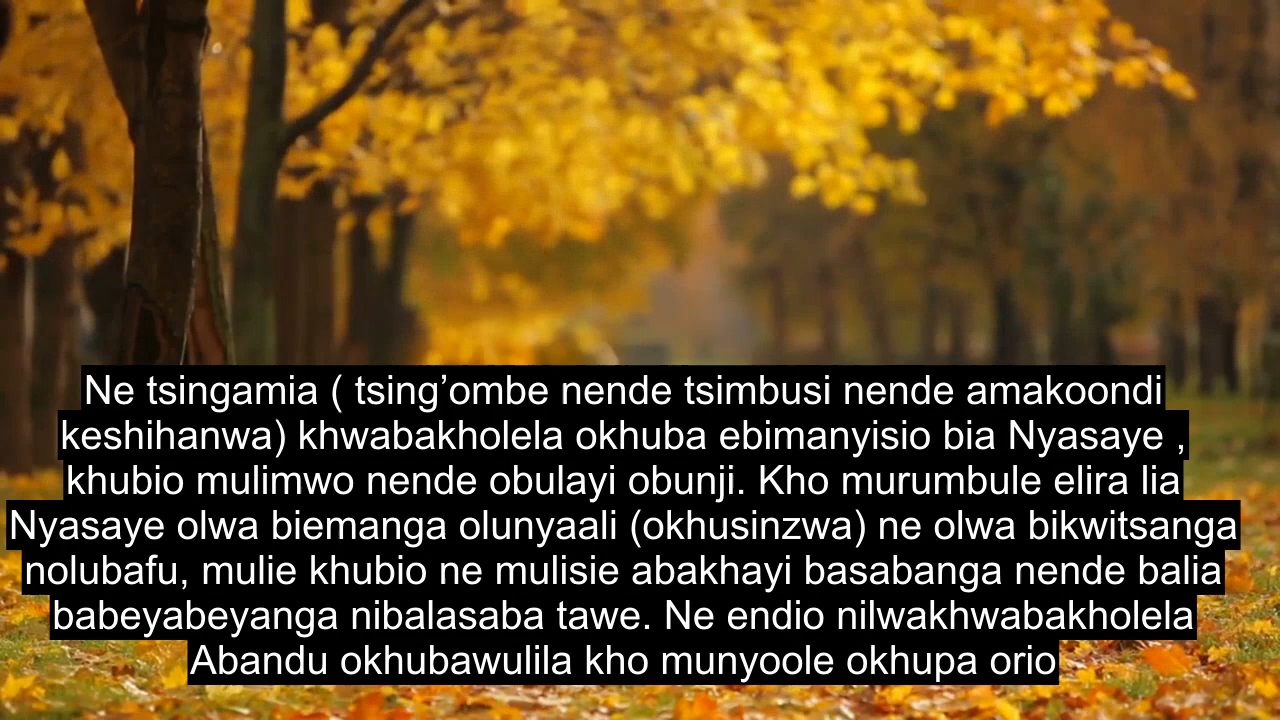 Ne tsingamia ( tsing’ombe nende tsimbusi nende amakoondi
keshihanwa) khwabakholela okhuba ebimanyisio bia Nyasaye ,
khubio mulimwo nende obulayi obunji. Kho murumbule elira lia
Nyasaye olwa biemanga olunyaali (okhusinzwa) ne olwa bikwitsanga
nolubafu, mulie khubio ne mulisie abakhayi basabanga nende balia
babeyabeyanga nibalasaba tawe. Ne endio nilwakhwabakholela
Abandu okhubawulila kho munyoole okhupa orio